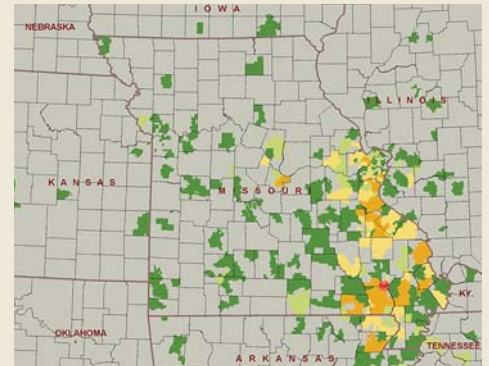 IOWA
NEBRASKA
ILLINOIS
KANSAS
MISSOURI
KY.
OKLAHOMA
TENNESSEE
ARKANSAS